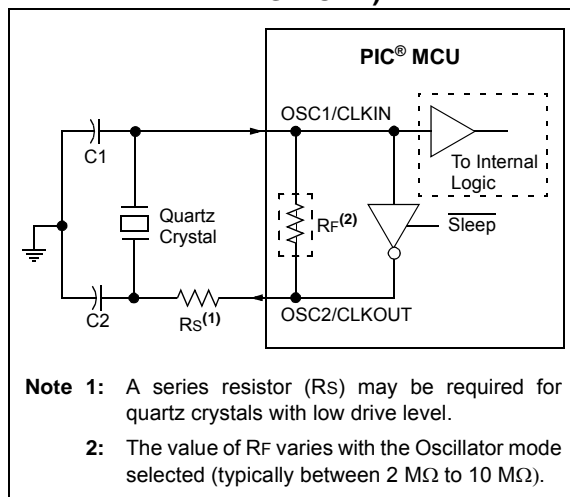 PIC® MCU
OSC1/CLKIN
C1
To Internal
Logic
Quartz
Crystal
RF(2)
Sleep
C2
RS(1)
OSC2/CLKOUT
Note 1: A series resistor (RS) may be required for
quartz crystals with low drive level.
2: The value of RF varies with the Oscillator mode
selected (typically between 2 MΩ to 10 MΩ).